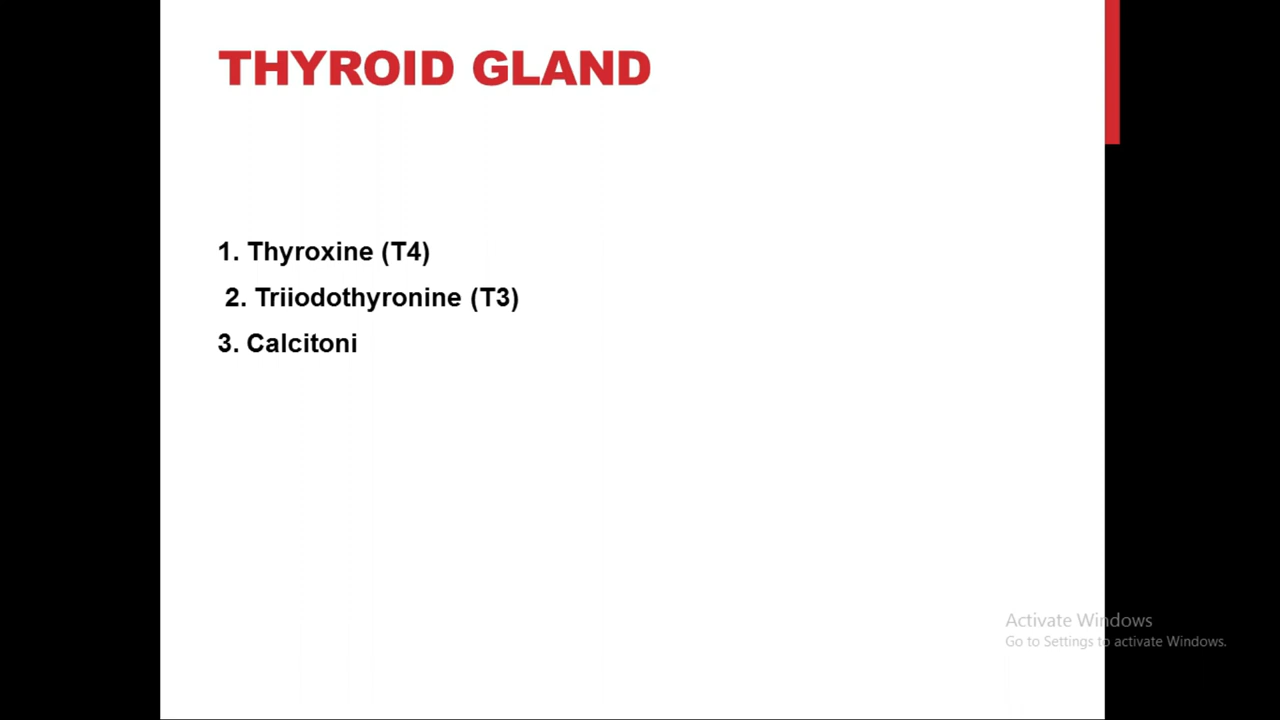 THYROID GLAND
1. Thyroxine (T4)
2. Triiodothyronine (T3)
3. Calcitoni
Activate Windows
Go to Settings to activate Windows.